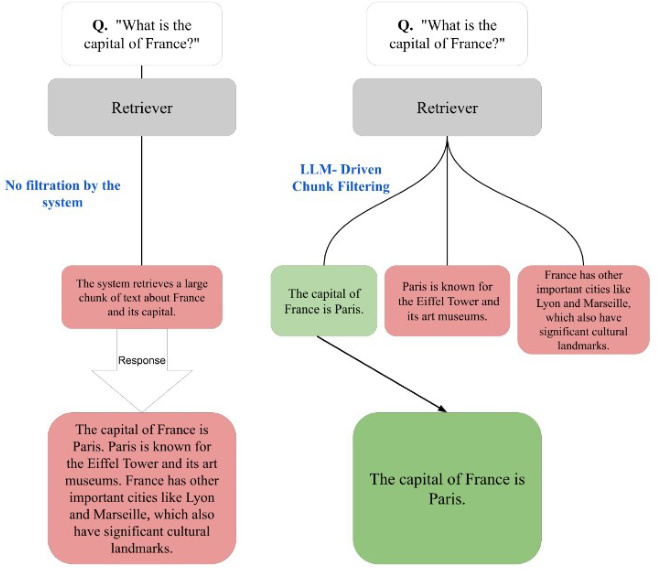 Q. "What is the
capital of France?"
Retriever
No filtration by the
system
The system retrieves a large
chunk of text about France
and its capital.
Response
The capital of France is
Paris. Paris is known for
the Eiffel Tower and its art
museums. France has other
important cities like Lyon
and Marseille, which also
have significant cultural
landmarks.
Q. "What is the
capital of France?"
Retriever
LLM- Driven
Chunk Filtering
The capital of
France is Paris.
Paris is known for
the Eiffel Tower and
its art museums.
France has other
important cities like
Lyon and Marseille,
which also have
significant cultural
landmarks.
The capital of France is
Paris.